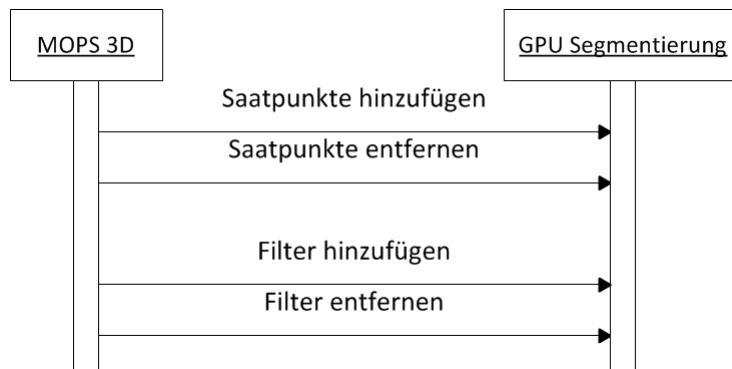 MOPS 3D
GPU Segmentierung
Saatpunkte hinzufügen
Saatpunkte entfernen
Filter hinzufügen
Filter entfernen